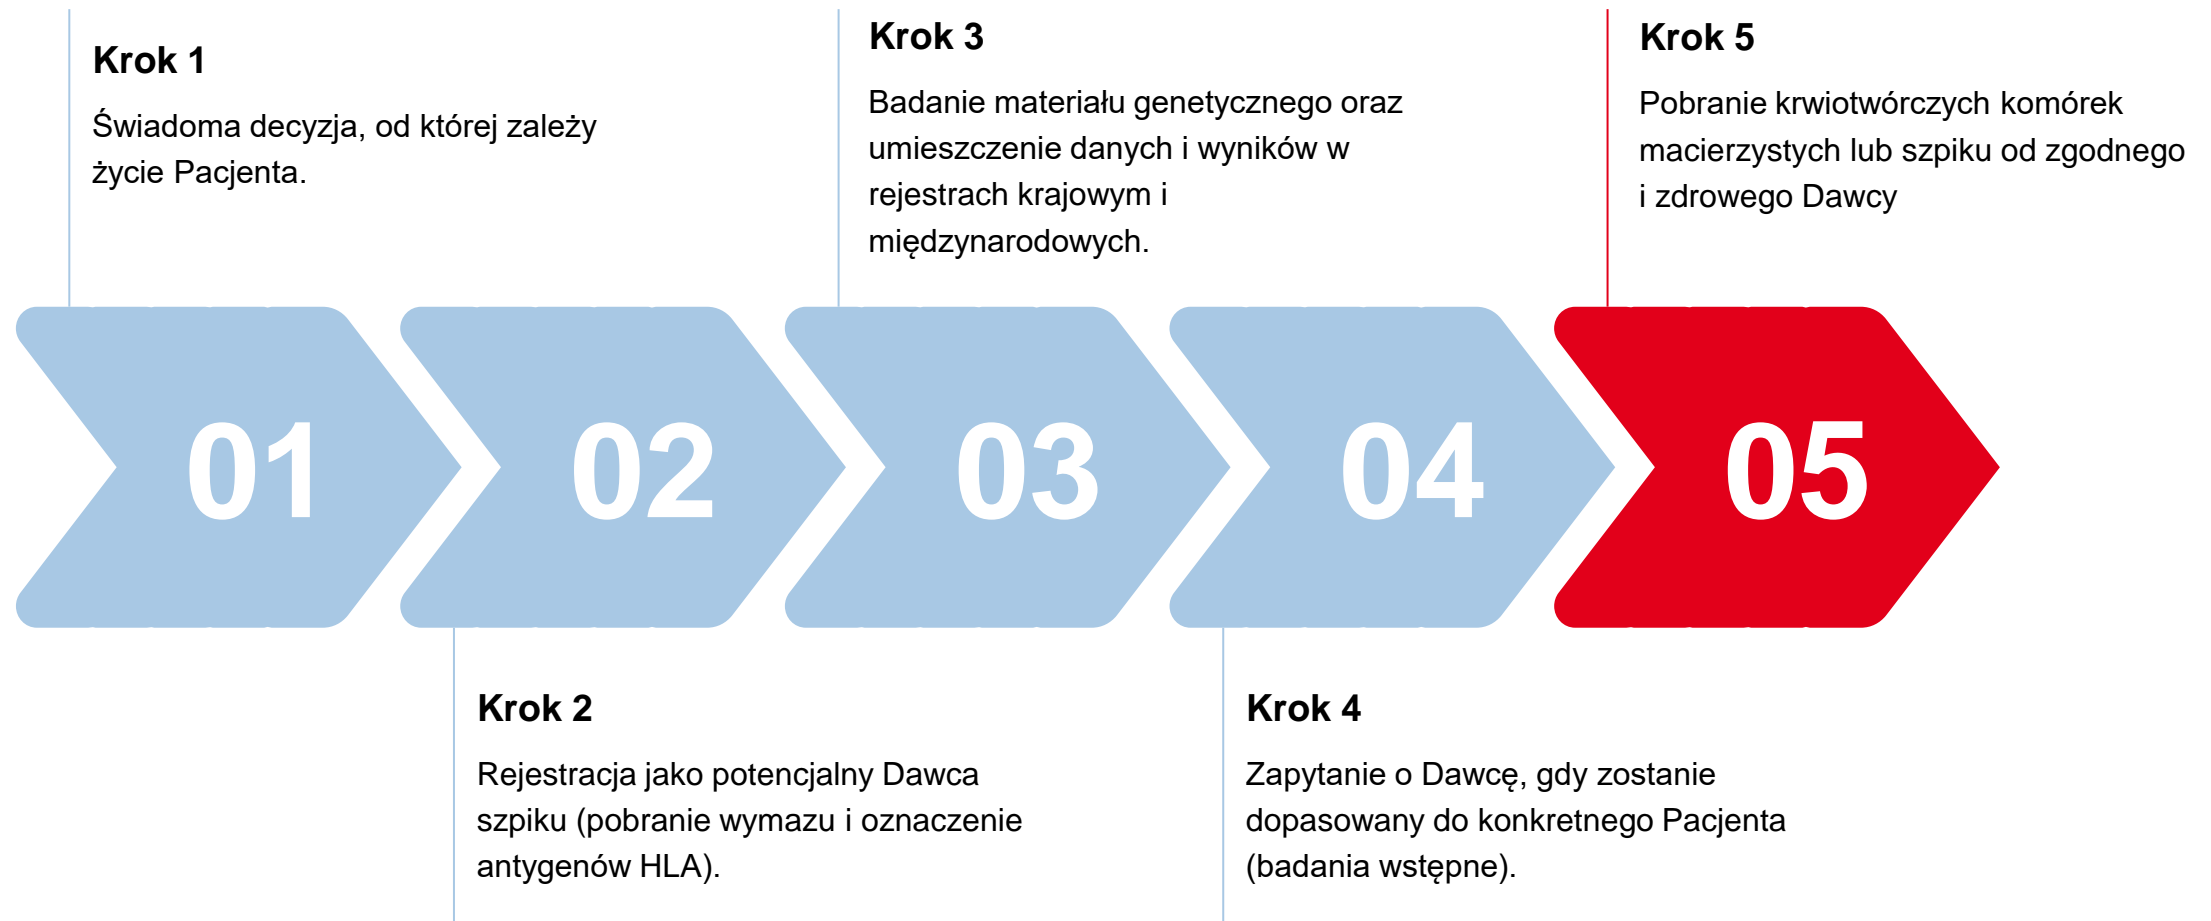 Krok 1
Świadoma decyzja, od której zależy
życie Pacjenta.
Krok 3
Badanie materiału genetycznego oraz
umieszczenie danych i wyników w
rejestrach krajowym i
międzynarodowych.
Krok 5
Pobranie krwiotwórczych komórek
macierzystych lub szpiku od zgodnego
i zdrowego Dawcy
01
02
03
04
05
Krok 2
Rejestracja jako potencjalny Dawca
szpiku (pobranie wymazu i oznaczenie
antygenów HLA).
Krok 4
Zapytanie o Dawcę, gdy zostanie
dopasowany do konkretnego Pacjenta
(badania wstępne).